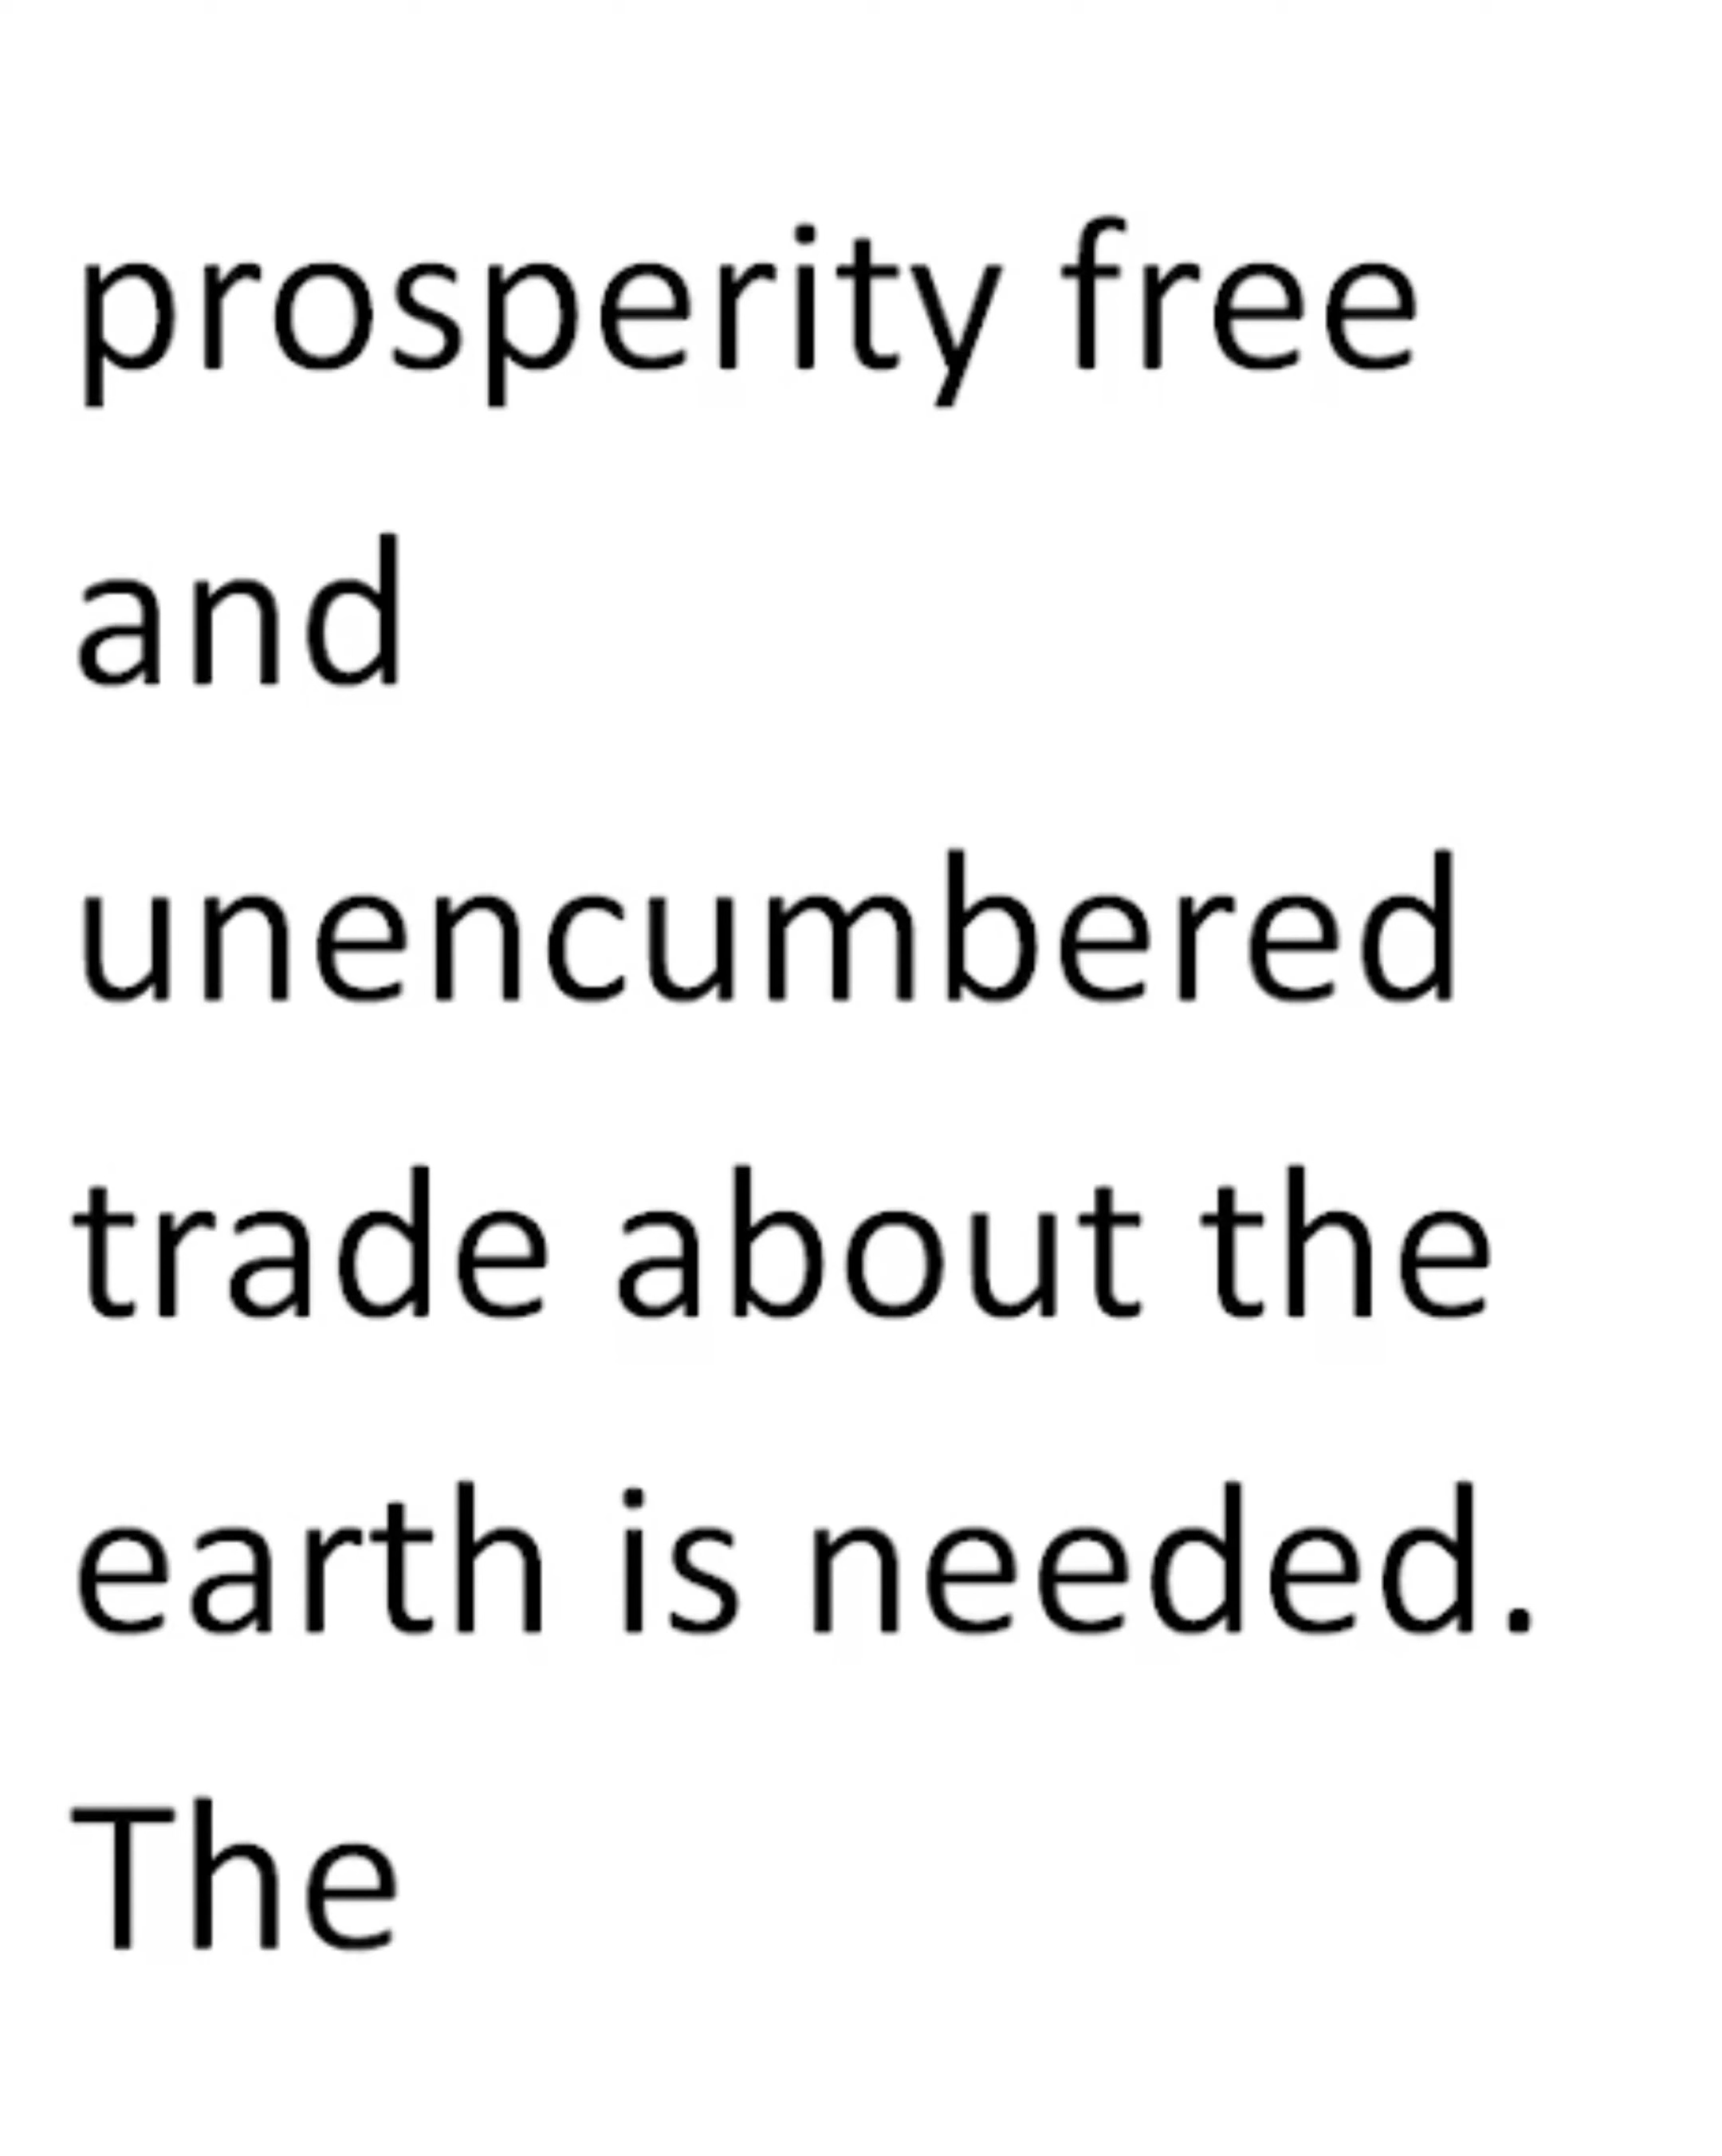 prosperity free
and
unencumbered
trade about the
earth is needed.
The